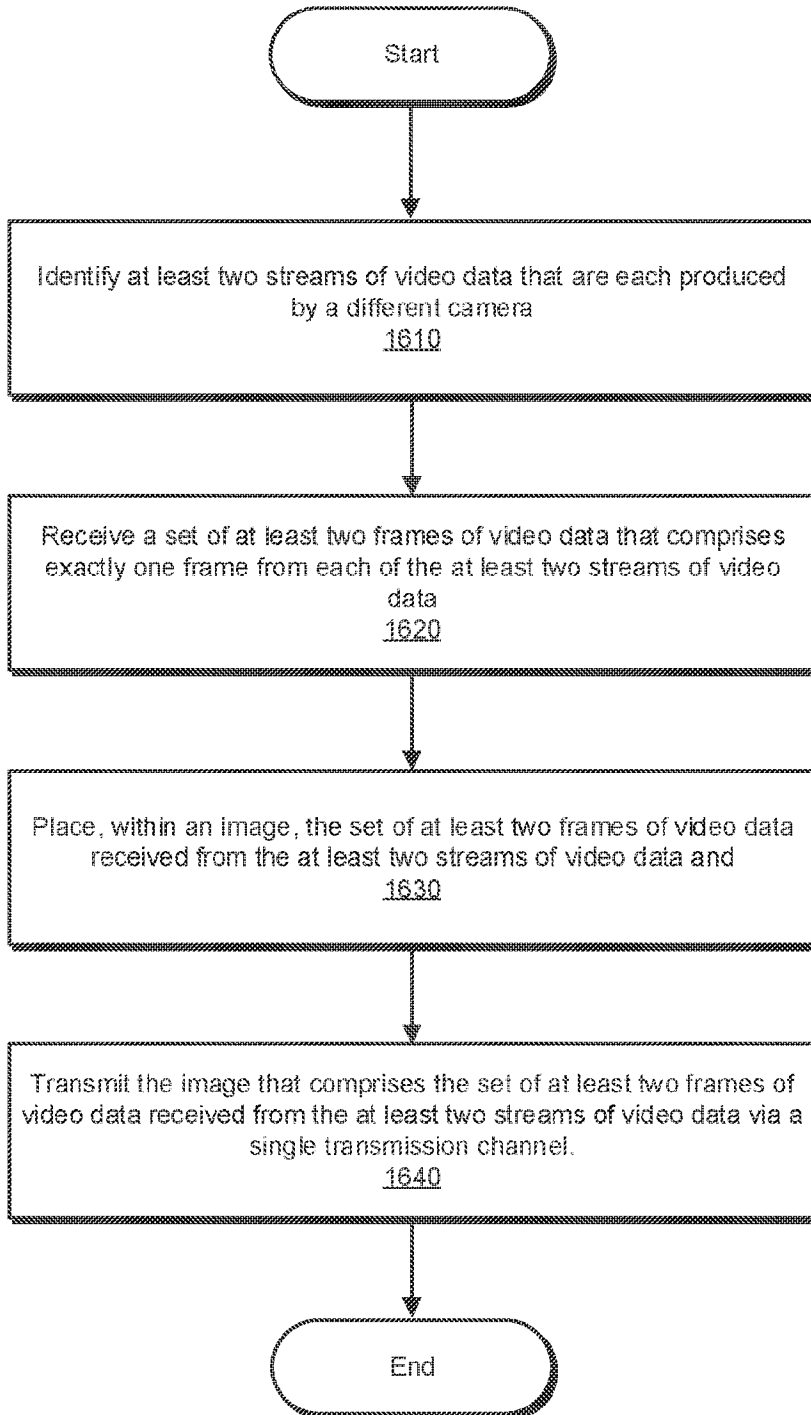 Start
Identify at least two streams of video data that are each produced
by a different camera
1610
Receive a set of at least two frames of video data that comprises
exactly one frame from each of the at least two streams of video
data
1620
Place, within an image, the set of at least two frames of video data
received from the at least two streams of video data and
1630
Transmit the image that comprises the set of at least two frames of
video data received from the at least two streams of video data via a
single transmission channel.
1640
End